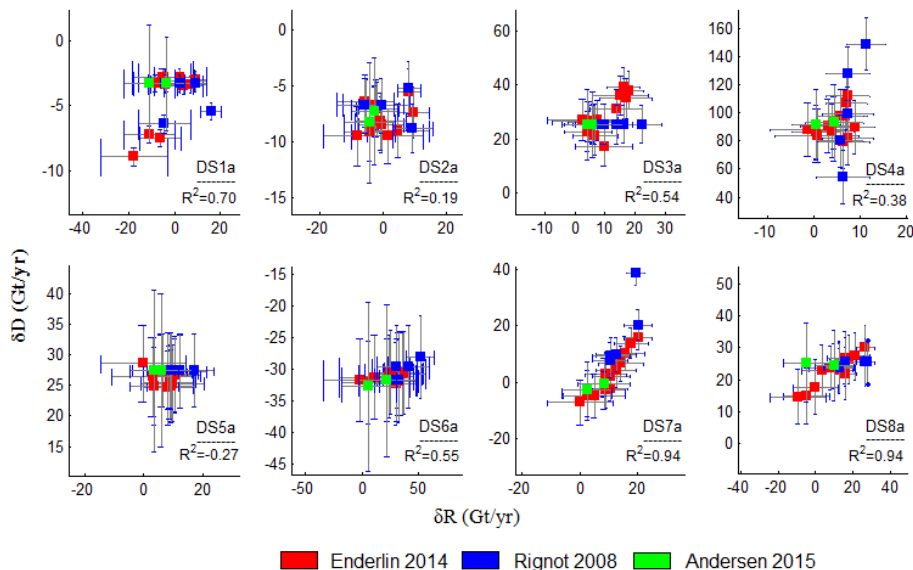 0
-5
-10
-20 -10 0 10 20
DS1a
--------
R²=0.70
0
-5
-10
-15
-20 -10 0 10 20
DS2a
--------
R²=0.19
60
40
20
0
-10 0 10 20 30
DS3a
--------
R²=0.54
160
140
120
100
80
60
40
-10 0 10 20
DS4a
--------
R²=0.38
δD (Gt/yr)
40
35
30
25
20
15
-20 0 20
DS5a
--------
R²=-0.27
-15
-20
-25
-30
-35
-40
-45
-50 0 50
DS6a
--------
R²=0.55
40
20
0
-20
-20 0 20
DS7a
--------
R²=0.94
50
40
30
20
10
0
-40 -20 0 20 40
DS8a
--------
R²=0.94
δR (Gt/yr)
Enderlin 2014 Rignot 2008 Andersen 2015